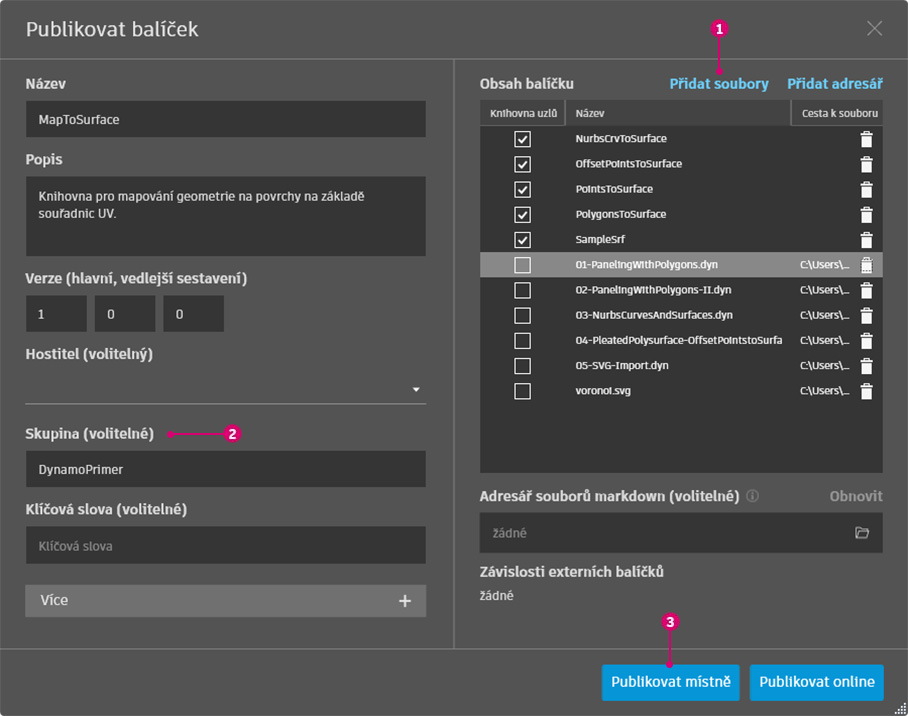 Publikovat balíček
1
Název
MapToSurface
Popis
Knihovna pro mapování geometrie na povrchy na základě
souřadnic UV.
Verze (hlavní, vedlejší sestavení)
1 0 0
Hostitel (volitelný)
Skupina (volitelné) 2
DynamoPrimer
Klíčová slova (volitelné)
Klíčová slova
Více
Obsah balíčku Přidat soubory Přidat adresář
Knihovna uzlů Název Cesta k souboru
NurbsCrvToSurface
OffsetPointsToSurface
PointsToSurface
PolygonsToSurface
SampleSrf
01-PanelingWithPolygons.dyn C:\Users\...
02-PanelingWithPolygons-II.dyn C:\Users\...
03-NurbsCurvesAndSurfaces.dyn C:\Users\...
04-PleatedPolysurface-OffsetPointstoSurfa C:\Users\...
05-SVG-Import.dyn C:\Users\...
voronoi.svg C:\Users\...
Adresář souborů markdown (volitelné) Obnovit
žádné
Závislosti externích balíčků
žádné
3
Publikovat místně Publikovat online